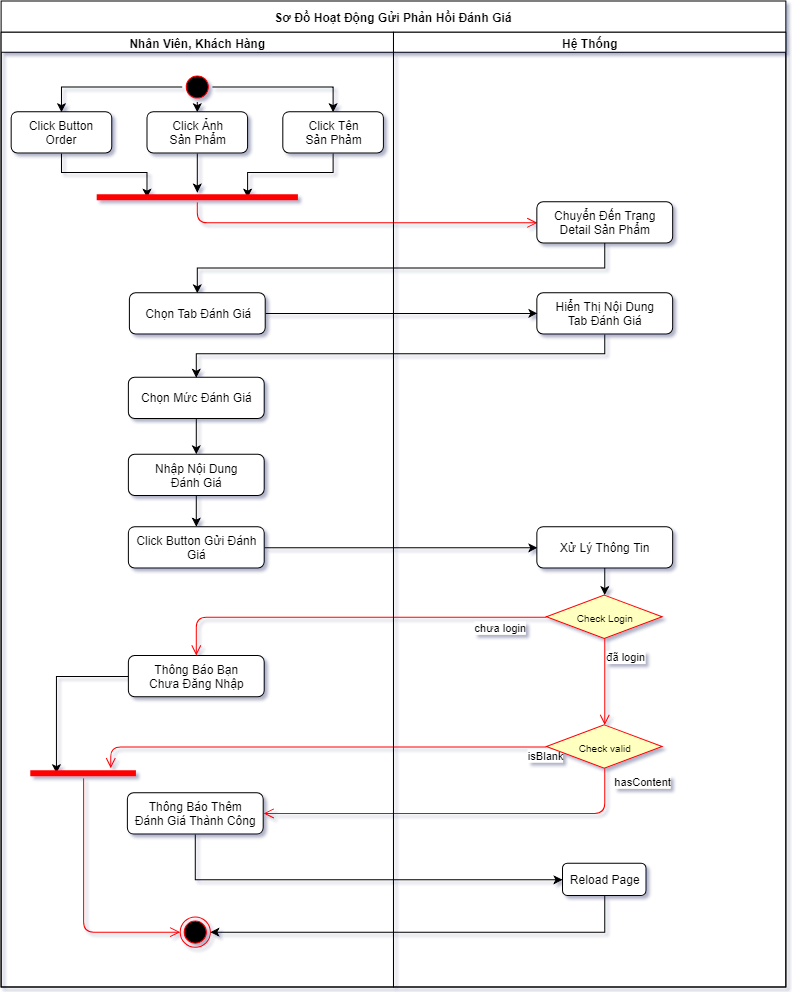 Sơ Đồ Hoạt Động Gửi Phản Hồi Đánh Giá
Nhân Viên, Khách Hàng
Hệ Thống
Click Button
Order
Click Ảnh
Sản Phẩm
Click Tên
Sản Phẩm
Chuyển Đến Trang
Detail Sản Phẩm
Chọn Tab Đánh Giá
Hiển Thị Nội Dung
Tab Đánh Giá
Chọn Mức Đánh Giá
Nhập Nội Dung
Đánh Giá
Click Button Gửi Đánh
Giá
Xử Lý Thông Tin
Check Login
chưa login
đã login
Thông Báo Bạn
Chưa Đăng Nhập
Check valid
isBlank
hasContent
Thông Báo Thêm
Đánh Giá Thành Công
Reload Page